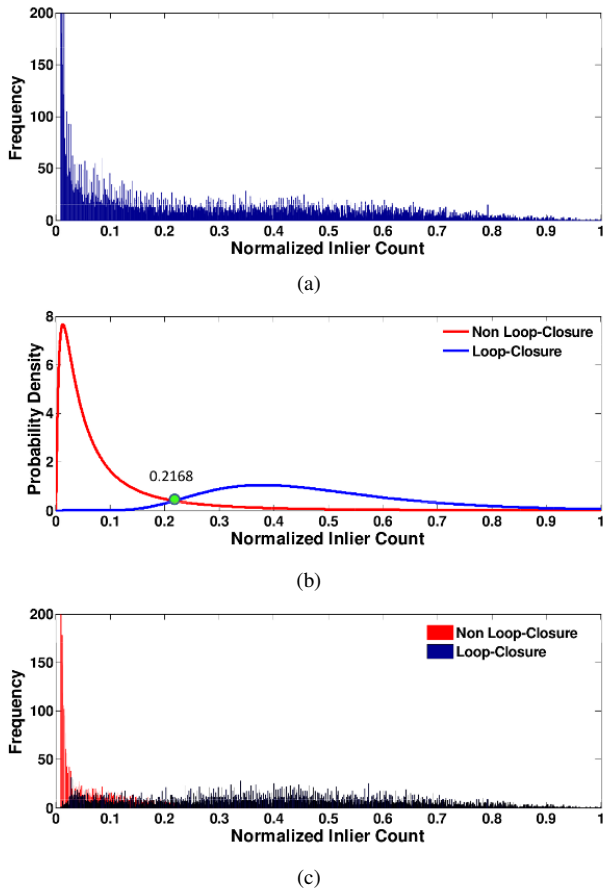 200
150
100
50
0
Frequency
0 0.1 0.2 0.3 0.4 0.5 0.6 0.7 0.8 0.9 1
Normalized Inlier Count
(a)
8
6
4
2
0
Probability Density
Non Loop-Closure
Loop-Closure
0.2168
0 0.1 0.2 0.3 0.4 0.5 0.6 0.7 0.8 0.9 1
Normalized Inlier Count
(b)
200
150
100
50
0
Frequency
Non Loop-Closure
Loop-Closure
0 0.1 0.2 0.3 0.4 0.5 0.6 0.7 0.8 0.9 1
Normalized Inlier Count
(c)